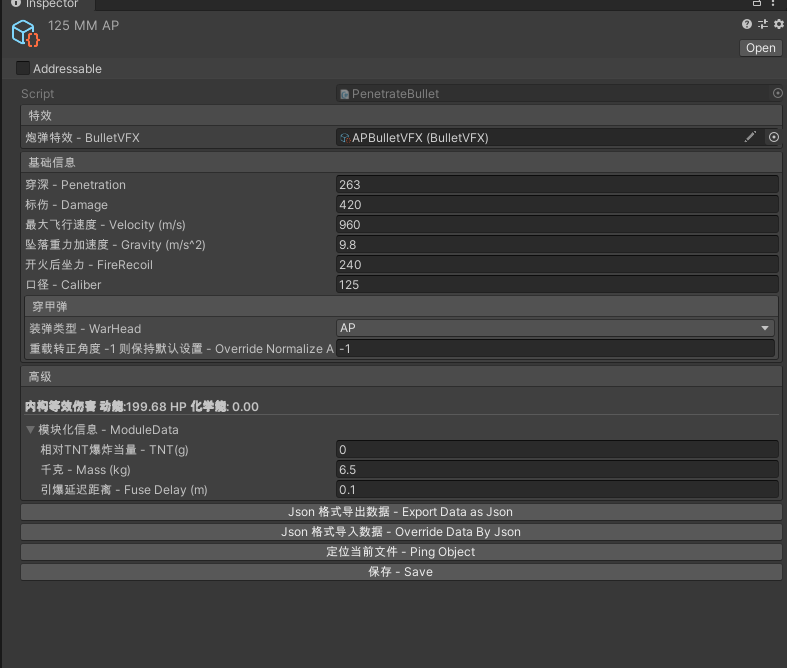 Inspector
125 MM AP
Open
Addressable
Script PenetrateBullet
特效
炮弹特效 - BulletVFX APBulletVFX (BulletVFX)
基础信息
穿深 - Penetration 263
标伤 - Damage 420
最大飞行速度 - Velocity (m/s) 960
坠落重力加速度 - Gravity (m/s^2) 9.8
开火后坐力 - FireRecoil 240
口径 - Caliber 125
穿甲弹
装弹类型 - WarHead AP
重载转正角度 -1 则保持默认设置 - Override Normalize A -1
高级
内构等效伤害 动能:199.68 HP 化学能: 0.00
模块化信息 - ModuleData
相对TNT爆炸当量 - TNT(g) 0
千克 - Mass (kg) 6.5
引爆延迟距离 - Fuse Delay (m) 0.1
Json 格式导出数据 - Export Data as Json
Json 格式导入数据 - Override Data By Json
定位当前文件 - Ping Object
保存 - Save